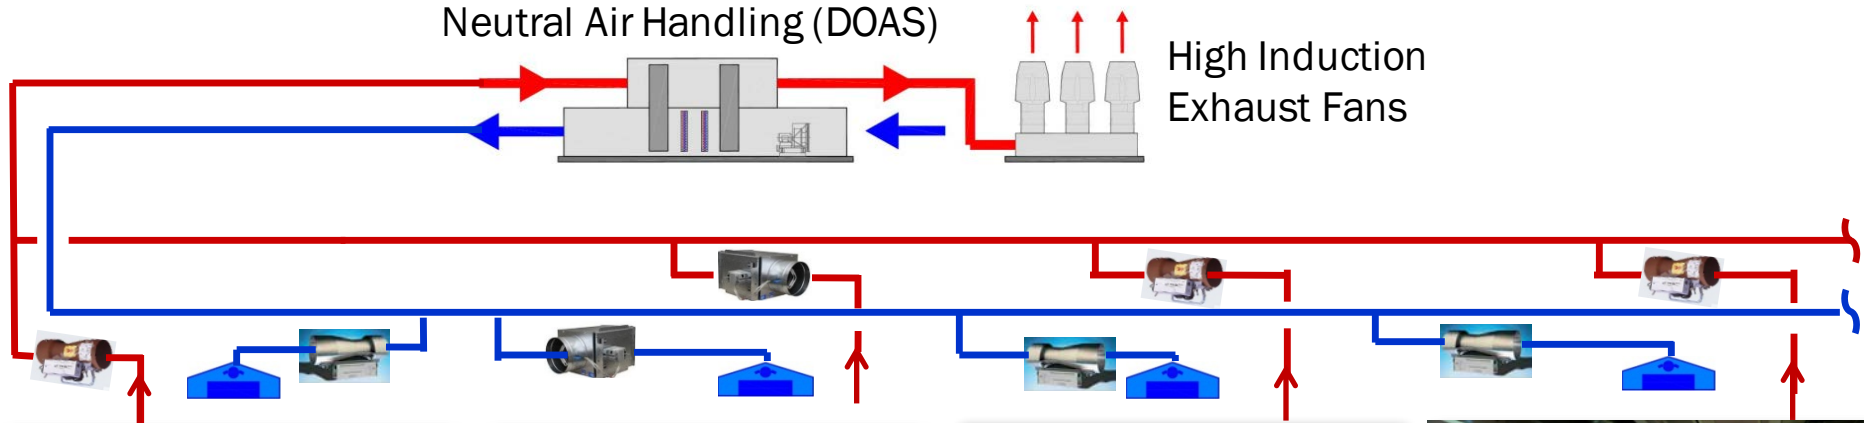 Neutral Air Handling (DOAS)
High Induction
Exhaust Fans